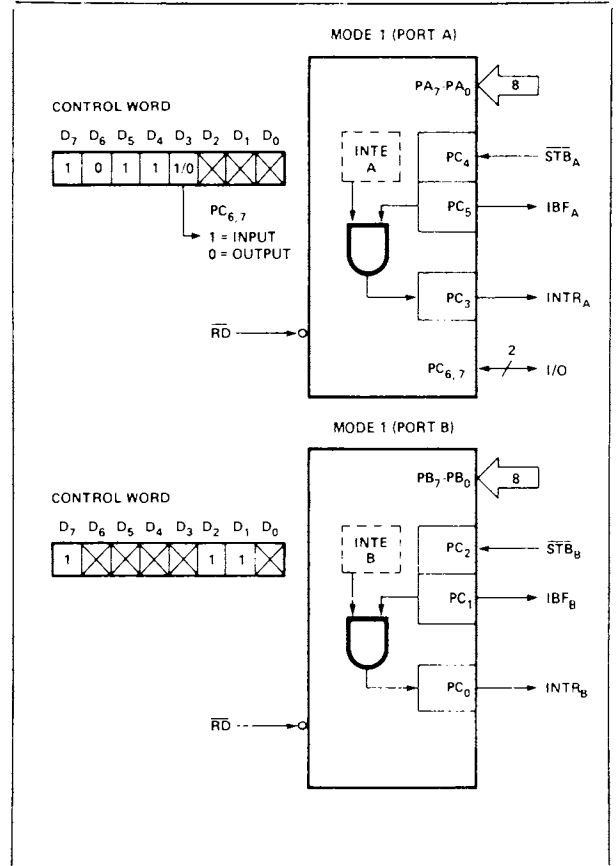 MODE 1 (PORT A)
PA7-PA0
8
CONTROL WORD
D7 D6 D5 D4 D3 D2 D1 D0
1 0 1 1 1/0
PC6, 7
1 = INPUT
0 = OUTPUT
INTE
A
PC4
STBA
PC5
IBFA
PC3
INTRA
RD
PC6, 7
2
I/O
MODE 1 (PORT B)
PB7-PB0
8
CONTROL WORD
D7 D6 D5 D4 D3 D2 D1 D0
1 1 1
INTE
B
PC2
STBB
PC1
IBFB
PC0
INTRB
RD